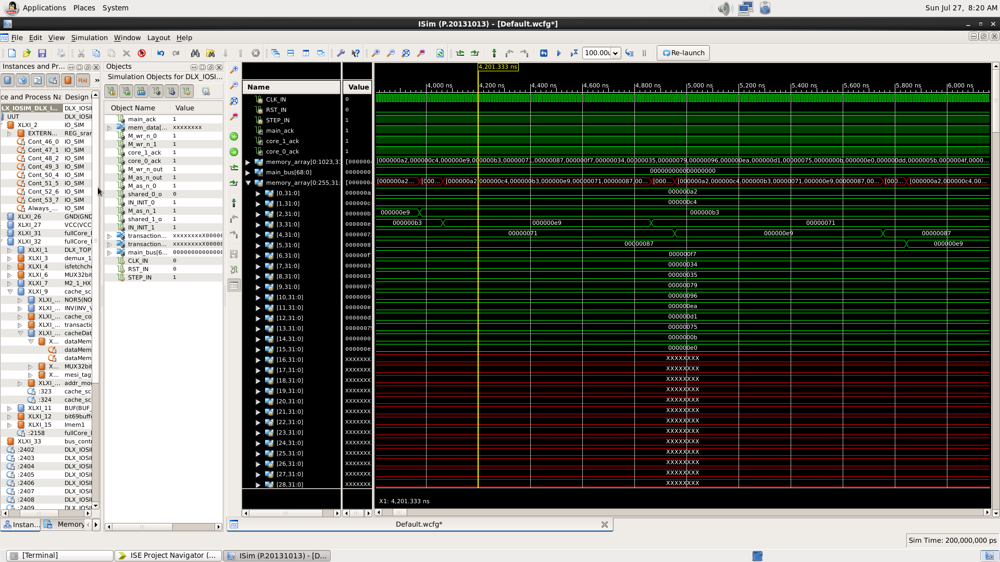 Applications Places System
Sun Jul 27, 8:20 AM
ISim (P.20131013) - [Default.wcfg*]
File Edit View Simulation Window Layout Help
100.00u
Re-launch
Instances and Pr...
F(x)
»
ce and Process Na Design
LX_IOSIM_DLX_I... DLX_IOSI
UUT DLX_IOSI
XLXI_2 IO_SIM
EXTERN... REG_srar
Cont_46_0 IO_SIM
Cont_47_1 IO_SIM
Cont_48_2 IO_SIM
Cont_49_3 IO_SIM
Cont_50_4 IO_SIM
Cont_51_5 IO_SIM
Cont_52_6 IO_SIM
Cont_53_7 IO_SIM
Always_... IO_SIM
XLXI_26 GND(GND
XLXI_27 VCC(VCC
XLXI_31 fullCore_
XLXI_32 fullCore_
XLXI_1 DLX_TOP
XLXI_3 demux_1
XLXI_4 isfetchche
XLXI_6 MUX32bit
XLXI_7 M2_1_HX
XLXI_9 cache_sc
XLXI_... NOR5(NO
XLXI_... INV(INV_V
XLXI_... cache_co
XLXI_... transactic
XLXI_... cacheDat
X... dataMem
dataMem
dataMem
X... MUX32bit
X... mesi_tag
XLXI_... addr_mod
:323 cache_sc
:324 cache_sc
XLXI_11 BUF(BUF_
XLXI_12 bit69buff
XLXI_15 Imem1
:2158 fullCore_
XLXI_33 bus_contr
:2402 DLX_IOSI
:2403 DLX_IOSI
:2404 DLX_IOSI
:2405 DLX_IOSI
:2406 DLX_IOSI
:2407 DLX_IOSI
:2408 DLX_IOSI
:2409 DLX_IOSI
Instan... Memory
Objects
Simulation Objects for DLX_IOSI...
Object Name Value
main_ack 1
mem_data[... xxxxxxxx
M_wr_n_0 1
M_wr_n_1 1
core_1_ack 1
core_0_ack 1
M_wr_n_out 1
M_as_n_out 1
M_as_n_0 1
shared_0_o 0
IN_INIT_0 1
M_as_n_1 1
shared_1_o 1
IN_INIT_1 1
transaction... xxxxxxxxX00000
transaction... xxxxxxxxX00000
main_bus[6... 00000000000000
CLK_IN 0
RST_IN 0
STEP_IN 1
Name Value
CLK_IN 0
RST_IN 0
STEP_IN 1
main_ack 1
core_1_ack 1
core_0_ack 1
memory_array[0:1023,31 [000000a
main_bus[68:0] 00000000
memory_array[0:255,31: [000000a
[0,31:0] 000000a
[1,31:0] 000000c
[2,31:0] 000000b
[3,31:0] 000000e
[4,31:0] 0000007
[5,31:0] 0000008
[6,31:0] 000000f
[7,31:0] 0000003
[8,31:0] 0000003
[9,31:0] 0000007
[10,31:0] 0000009
[11,31:0] 000000e
[12,31:0] 000000d
[13,31:0] 0000007
[14,31:0] 0000000
[15,31:0] 000000e
[16,31:0] XXXXXXX
[17,31:0] XXXXXXX
[18,31:0] XXXXXXX
[19,31:0] XXXXXXX
[20,31:0] XXXXXXX
[21,31:0] XXXXXXX
[22,31:0] XXXXXXX
[23,31:0] XXXXXXX
[24,31:0] XXXXXXX
[25,31:0] XXXXXXX
[26,31:0] XXXXXXX
[27,31:0] XXXXXXX
[28,31:0] XXXXXXX
4,201.333 ns
4,000 ns 4,200 ns 4,400 ns 4,600 ns 4,800 ns 5,000 ns 5,200 ns 5,400 ns 5,600 ns 5,800 ns 6,000 ns
[000000a2,000000c4,000000e9,000000b3,00000071,00000087,000000f7,00000034,00000035,00000079,00000096,000000ea,000000d1,00000075,0000000b,000000e0,000000dd,0000005b,0000004f,0000...
00000000000000000
[000000a2... [000... [000000a2,000000c4,000000b3,000000e9,00000071,00000087,00... [000... [000000a2,000000c4,000000b3,00000071,000000e9,00000087,00... [000... [000000a2,000000c4,00...
000000a2
000000c4
000000e9 000000b3
000000b3 000000e9 00000071
00000071 000000e9 00000087
00000087 000000e9
000000f7
00000034
00000035
00000079
00000096
000000ea
000000d1
00000075
0000000b
000000e0
XXXXXXXX
XXXXXXXX
XXXXXXXX
XXXXXXXX
XXXXXXXX
XXXXXXXX
XXXXXXXX
XXXXXXXX
XXXXXXXX
XXXXXXXX
XXXXXXXX
XXXXXXXX
XXXXXXXX
X1: 4,201.333 ns
Default.wcfg*
Sim Time: 200,000,000 ps
[Terminal]
ISE Project Navigator (...
ISim (P.20131013) - [D...